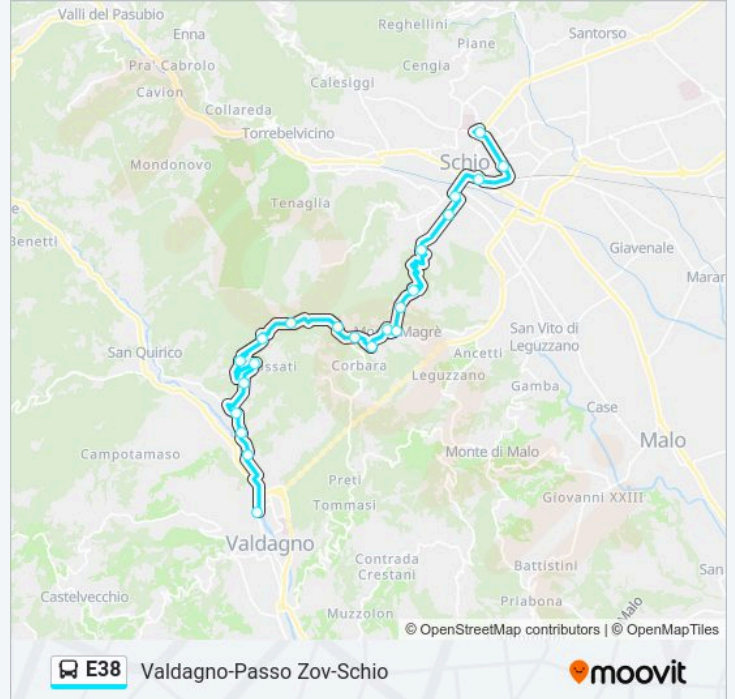 Valli del Pasubio
Reghellini
Enna
Piane
Santorso
Pra' Cabrolo
Cengia
Cavion
Calesiggi
Collareda
Torrebelvicino
Schio
Mondonovo
Tenaglia
Benetti
Giavenale
Marar
San Quirico
Magrè
San Vito di
Leguzzano
Ancetti
Corbara
Leguzzano
Gamba
Case
Malo
Campotamaso
Monte di Malo
Preti
Tommasi
Giovanni XXIII
Valdagno
Contrada
Crestani
Battistini
San
Castelvecchio
Priabona
Muzzolon
Malo
© OpenStreetMap contributors | © OpenMapTiles
E38 Valdagno-Passo Zov-Schio
moovit